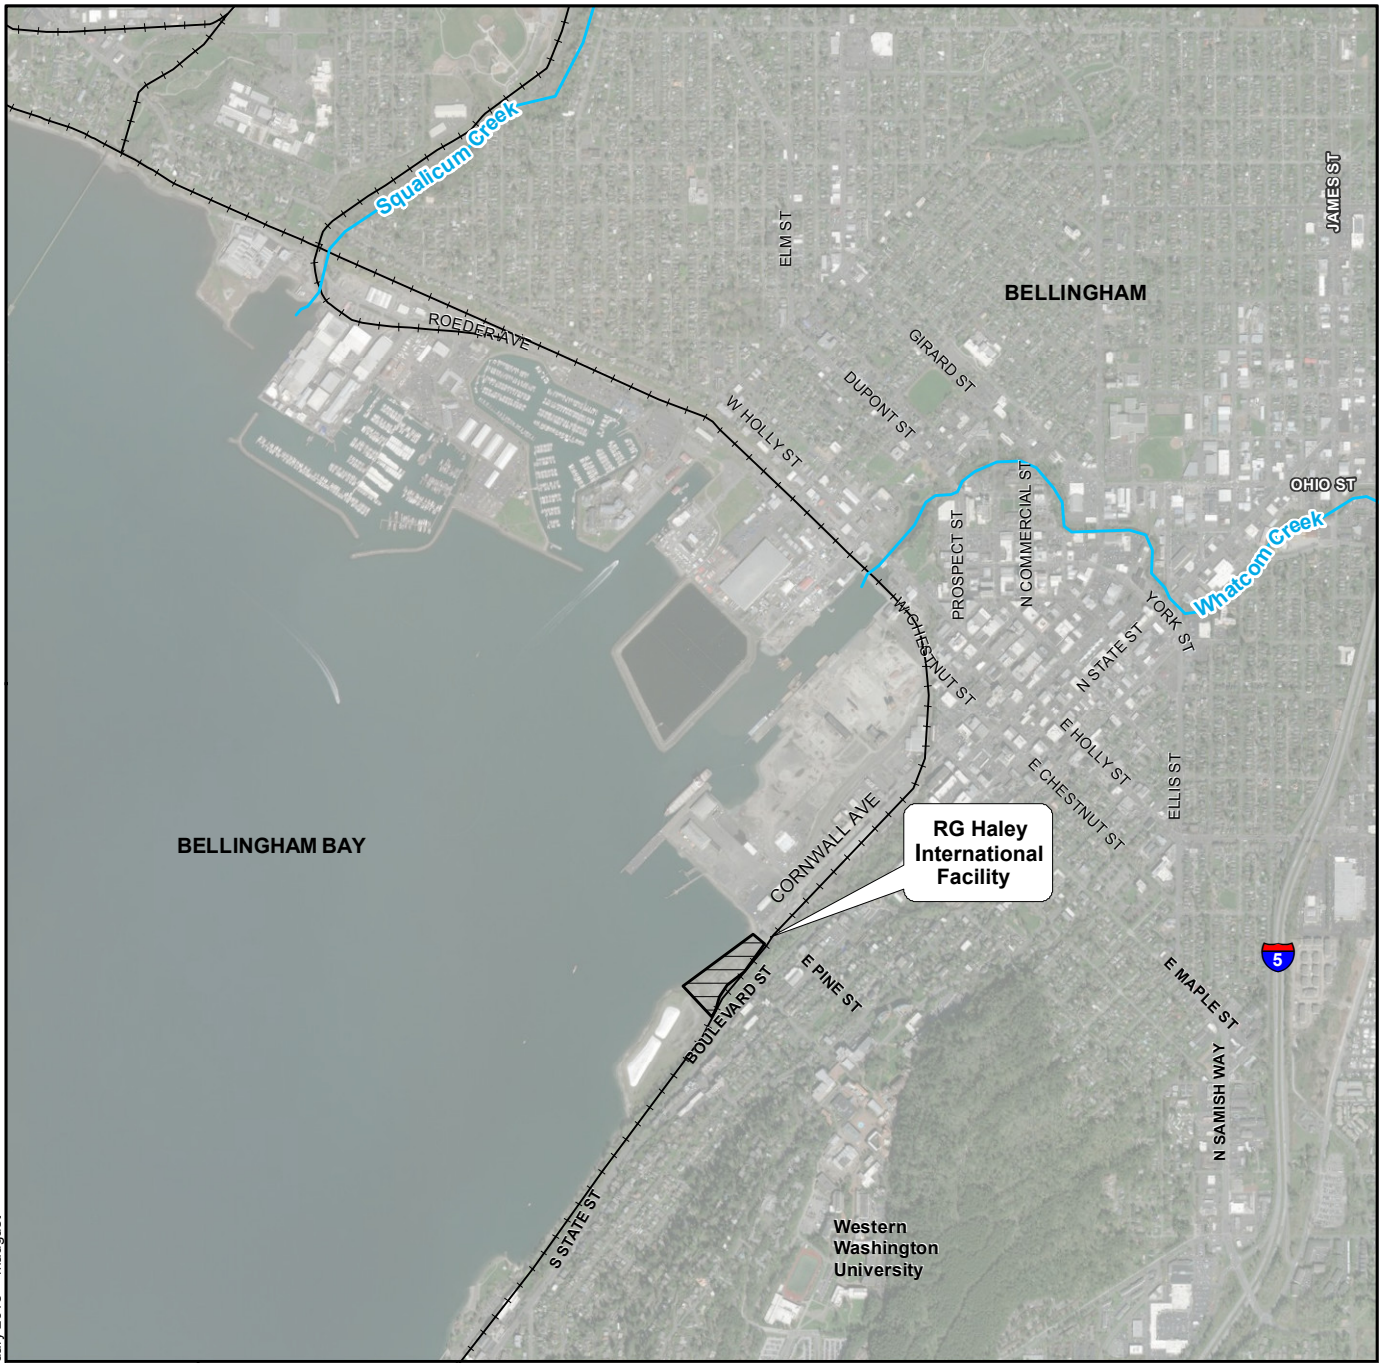 Squalicum Creek
JAMES ST
ELM ST
BELLINGHAM
ROEDER AVE
GIRARD ST
DUPONT ST
W HOLLY ST
OHIO ST
N COMMERCIAL ST
PROSPECT ST
Whatcom Creek
YORK ST
W CHESTNUT ST
N STATE ST
E HOLLY ST
E CHESTNUT ST
ELLIS ST
CORNWALL AVE
RG Haley
International
Facility
BELLINGHAM BAY
5
E PINE ST
E MAPLE ST
BOULEVARD ST
N SAMISH WAY
S STATE ST
Western
Washington
University